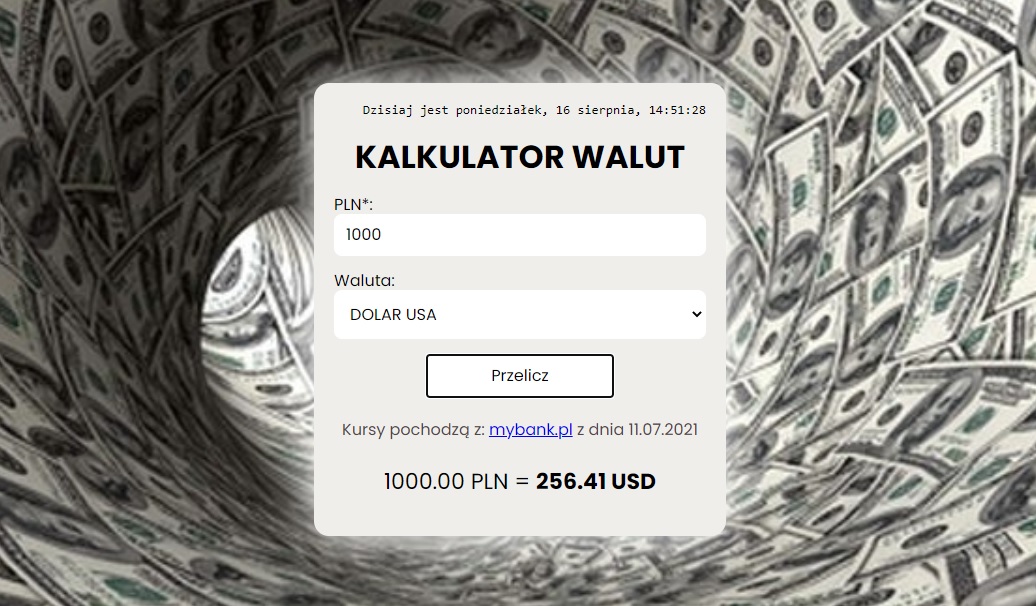 Dzisiaj jest poniedziałek, 16 sierpnia, 14:51:28
KALKULATOR WALUT
PLN*:
1000
Waluta:
DOLAR USA
Przelicz
Kursy pochodzą z: mybank.pl z dnia 11.07.2021
1000.00 PLN = 256.41 USD